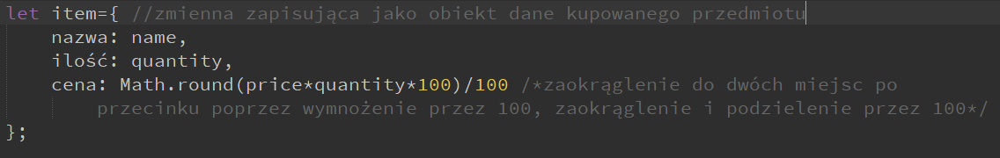 let item={ //zmienna zapisująca jako obiekt dane kupowanego przedmiotu
nazwa: name,
ilość: quantity,
cena: Math.round(price*quantity*100)/100 /*zaokrąglenie do dwóch miejsc po
przecinku poprzez wymnożenie przez 100, zaokrąglenie i podzielenie przez 100*/
};